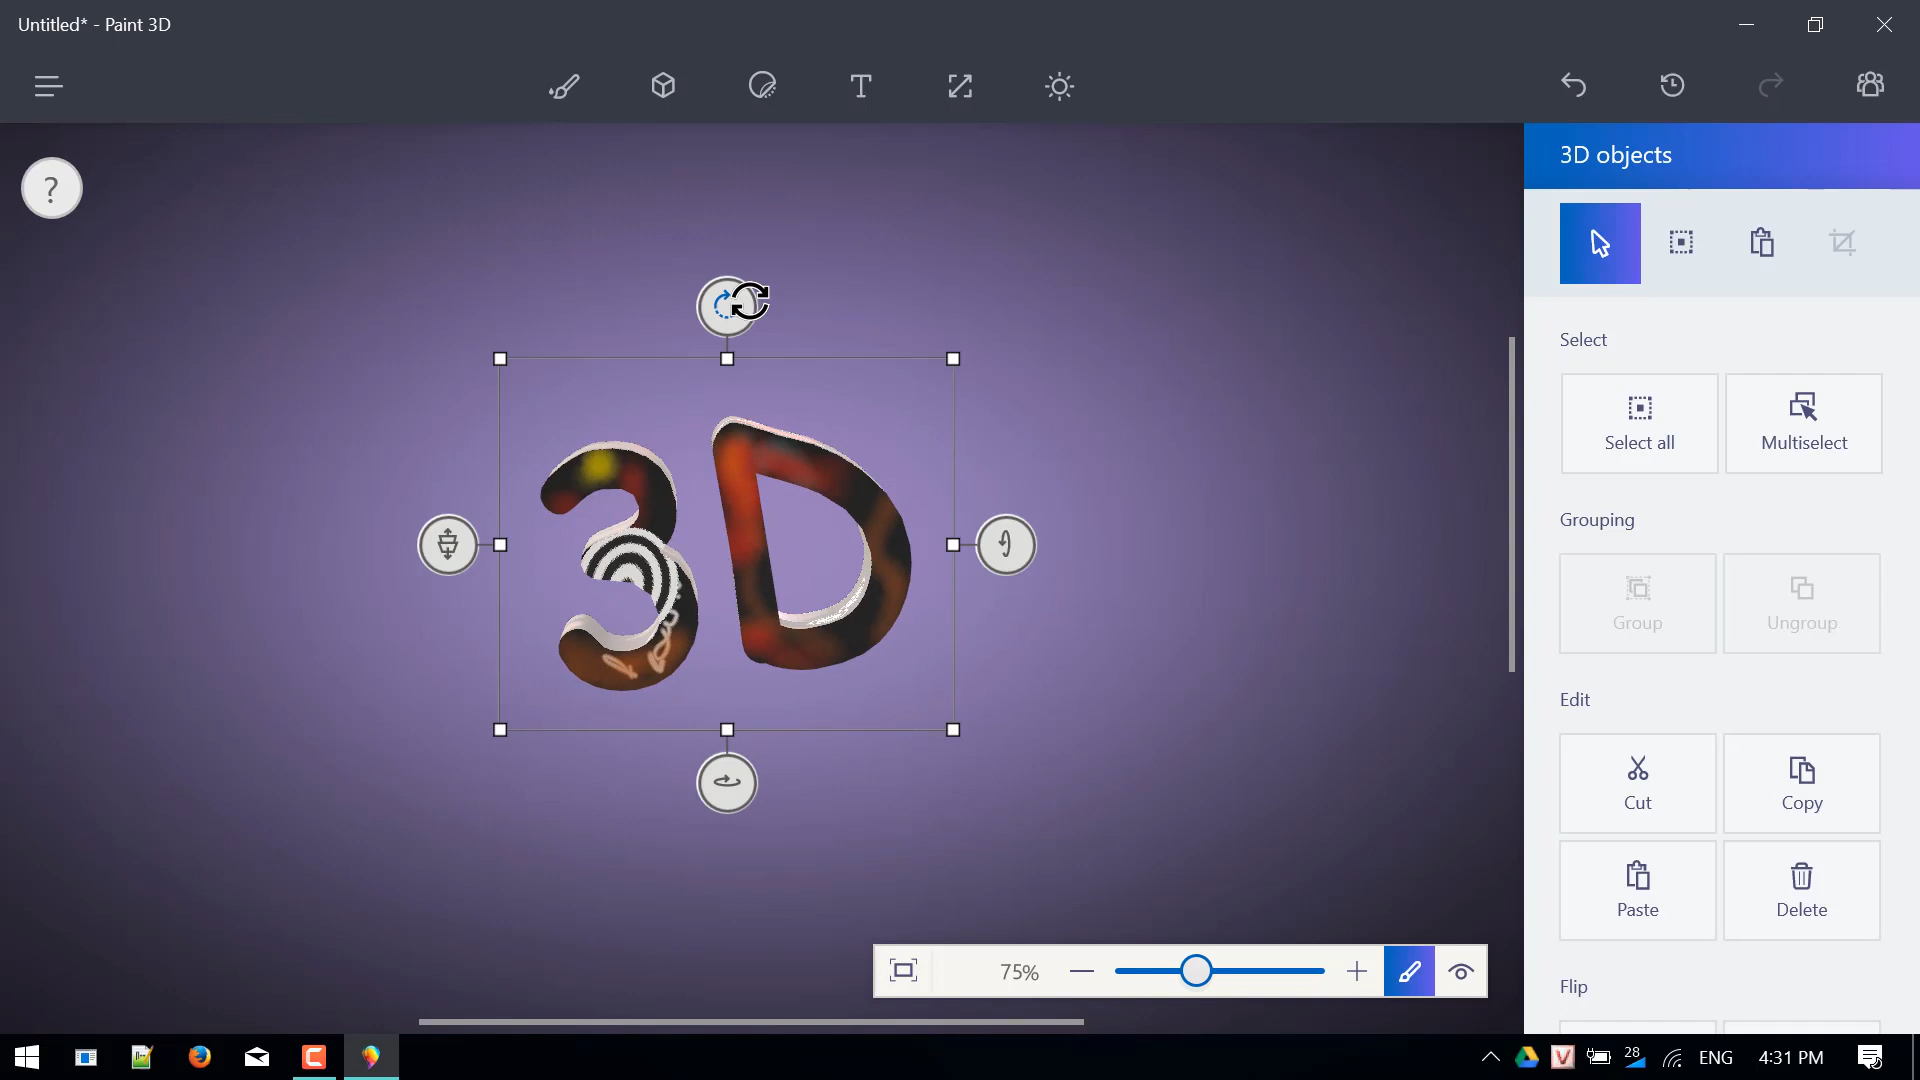 Untitled* - Paint 3D
?
3D objects
Select
Select all
Multiselect
Grouping
Group
Ungroup
Edit
Cut
Copy
Paste
Delete
Flip
3D
75%
28
ENG
4:31 PM